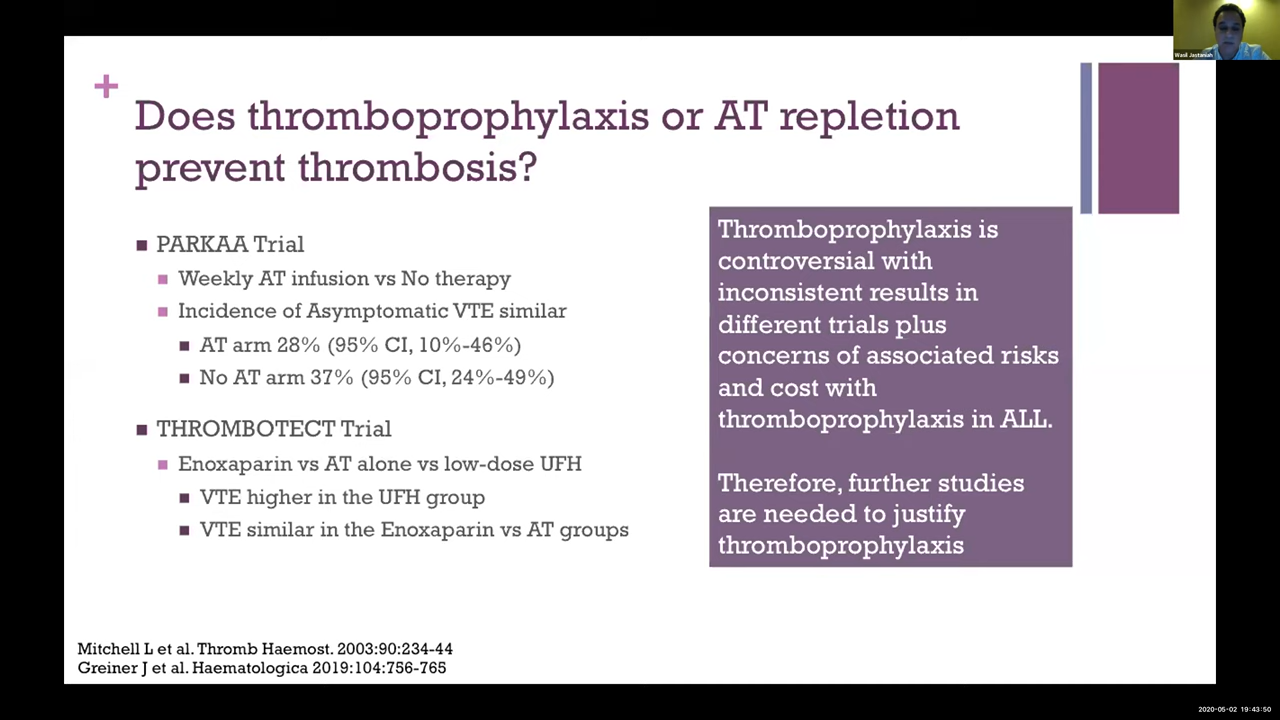 Wasil Jastaniah
+
Does thromboprophylaxis or AT repletion
prevent thrombosis?
PARKAA Trial
Weekly AT infusion vs No therapy
Incidence of Asymptomatic VTE similar
AT arm 28% (95% CI, 10%-46%)
No AT arm 37% (95% CI, 24%-49%)
THROMBOTECT Trial
Enoxaparin vs AT alone vs low-dose UFH
VTE higher in the UFH group
VTE similar in the Enoxaparin vs AT groups
Thromboprophylaxis is
controversial with
inconsistent results in
different trials plus
concerns of associated risks
and cost with
thromboprophylaxis in ALL.
Therefore, further studies
are needed to justify
thromboprophylaxis
Mitchell L et al. Thromb Haemost. 2003:90:234-44
Greiner J et al. Haematologica 2019:104:756-765
2020-05-02 19:43:50